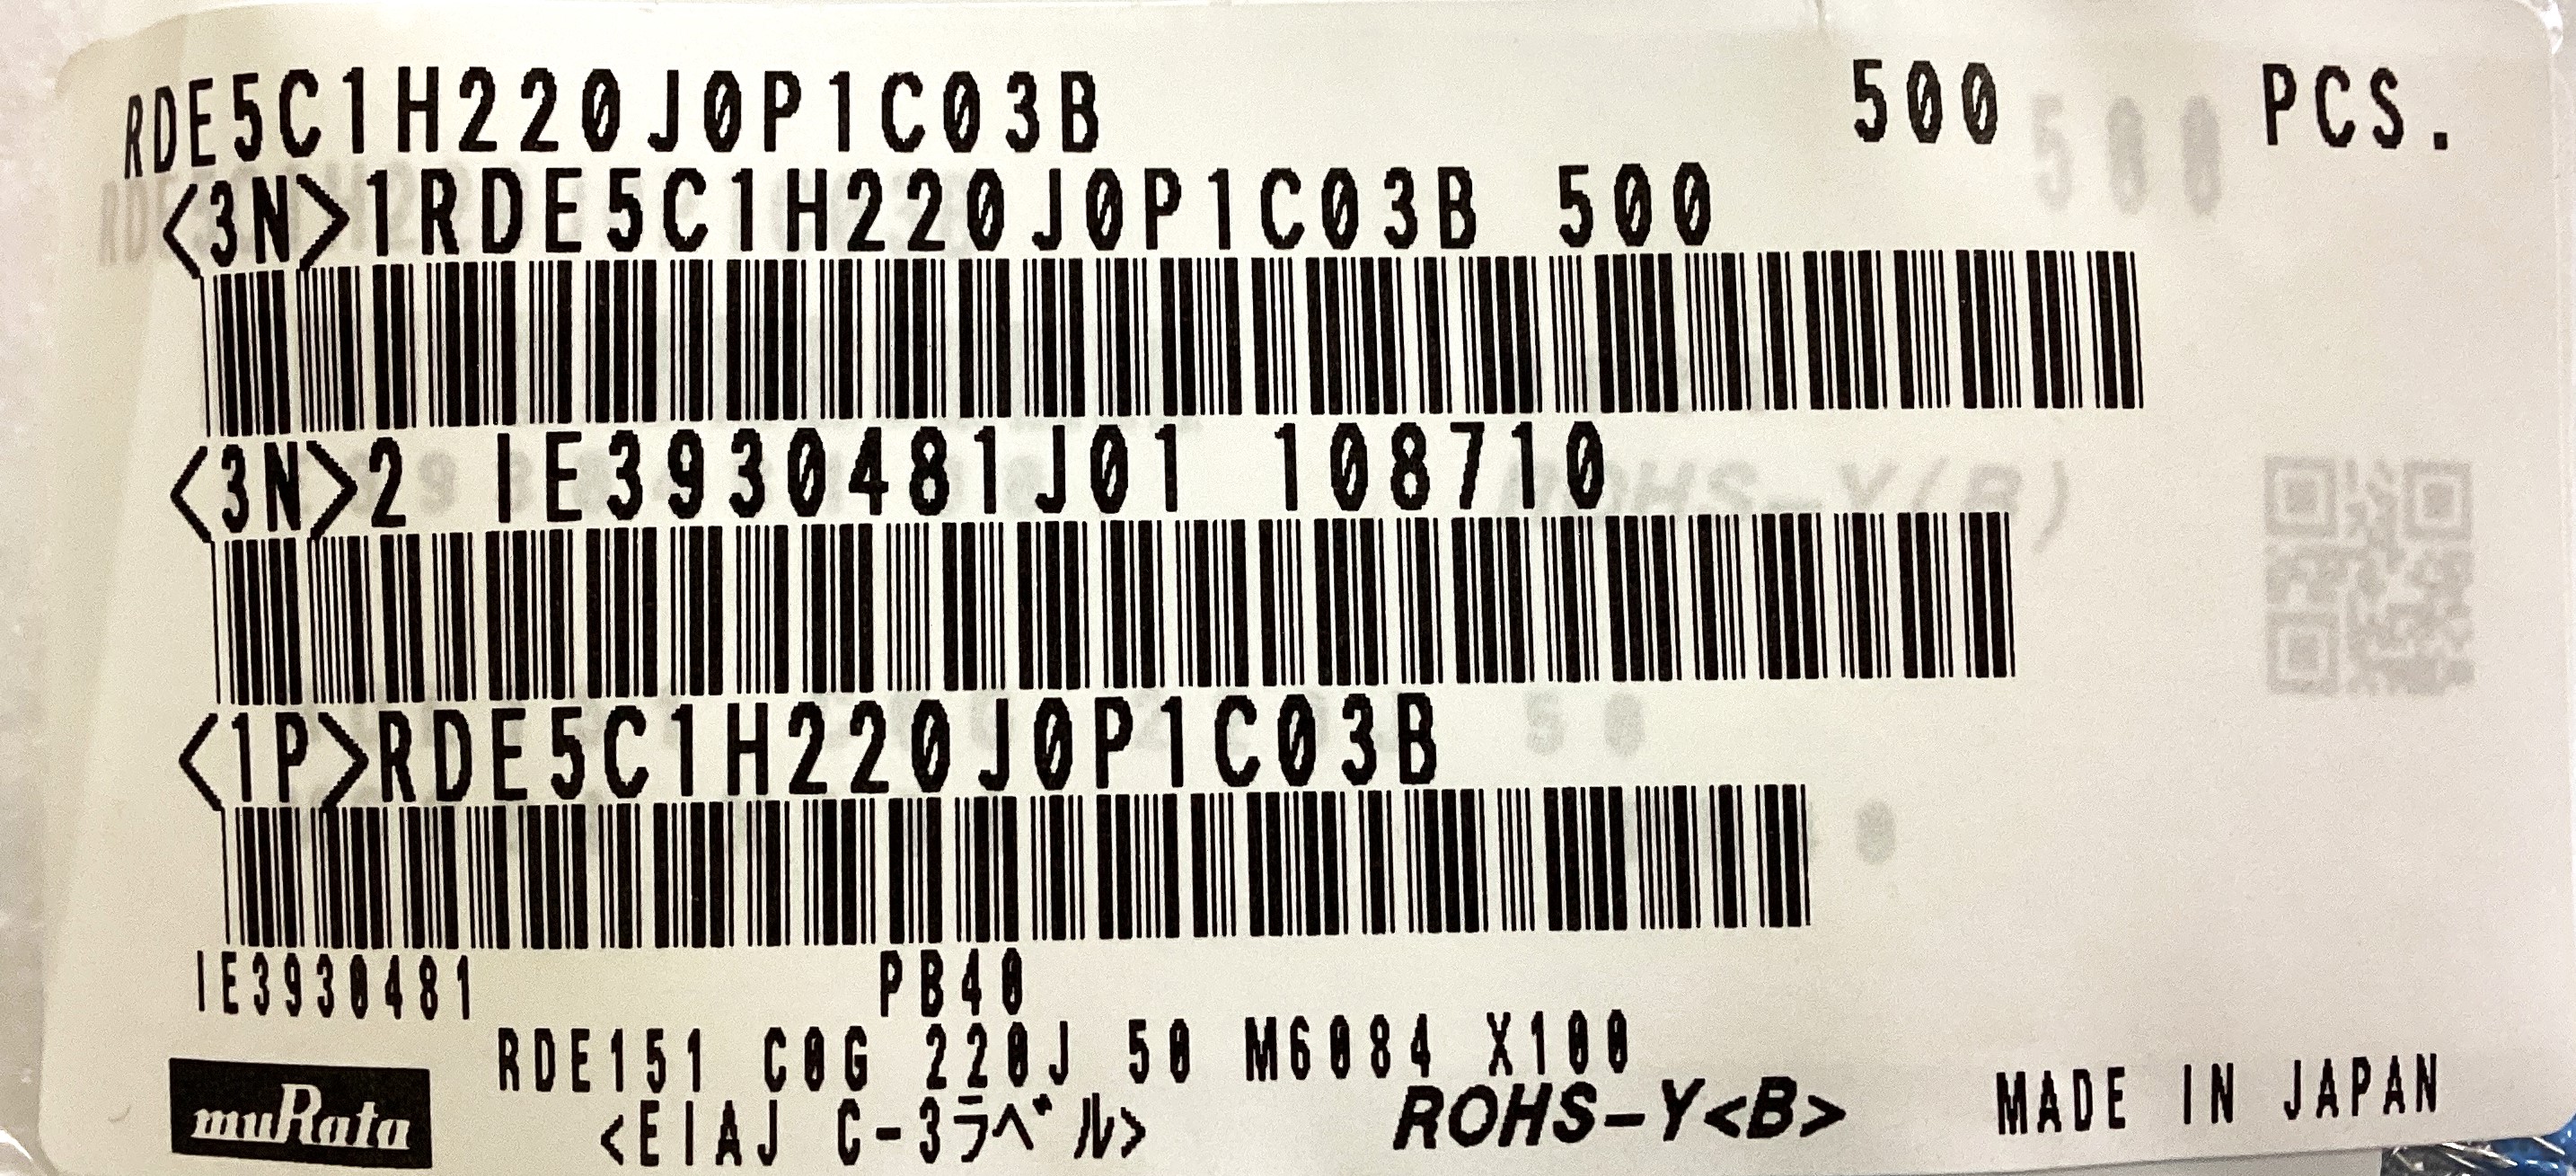 RDE5C1H220J0P1C03B 500 PCS.
<3N>1RDE5C1H220J0P1C03B 500
<3N>2 IE3930481J01 108710
<1P>RDE5C1H220J0P1C03B
IE3930481 PB40
RDE151 C0G 220J 50 M6084 X100
muRata <EIAJ C-3ラベル> ROHS-Y<B> MADE IN JAPAN